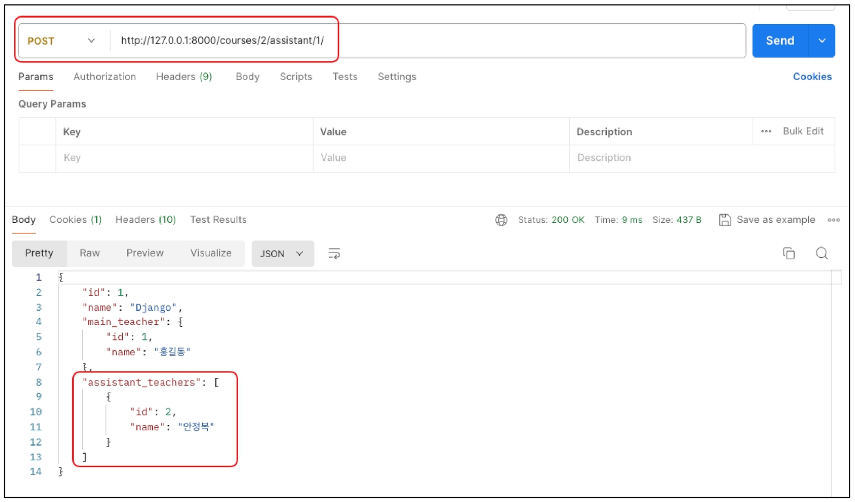 POST http://127.0.0.1:8000/courses/2/assistant/1/ Send
Params Authorization Headers (9) Body Scripts Tests Settings Cookies
Query Params
Key Value Description ••• Bulk Edit
Key Value Description
Body Cookies (1) Headers (10) Test Results Status: 200 OK Time: 9 ms Size: 437 B Save as example
Pretty Raw Preview Visualize JSON
1 {
2 "id": 1,
3 "name": "Django",
4 "main_teacher": {
5 "id": 1,
6 "name": "홍길동"
7 },
8 "assistant_teachers": [
9 {
10 "id": 2,
11 "name": "안정복"
12 }
13 ]
14 }